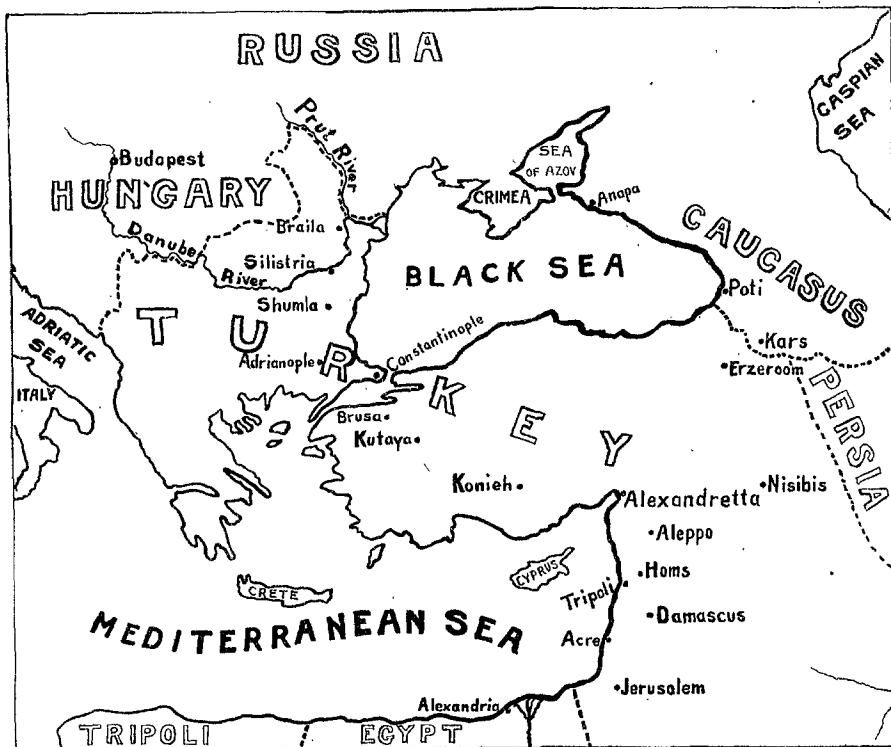 RUSSIA
CASPIAN
SEA
Prut River
Budapest
HUNGARY
SEA
OF AZOV
CRIMEA
Anapa
Braila
Danube
River
Silistria
CAUCASUS
BLACK SEA
Poti
Shumla
TURKEY
ADRIATIC
SEA
Constantinople
Kars
Adrianople
Erzeroom
ITALY
PERSIA
Brusa
Kutaya
Konieh
Alexandretta
Nisibis
Aleppo
CYPRUS
Homs
CRETE
Tripoli
Damascus
MEDITERRANEAN SEA
Acre
Jerusalem
Alexandria
TRIPOLI
EGYPT